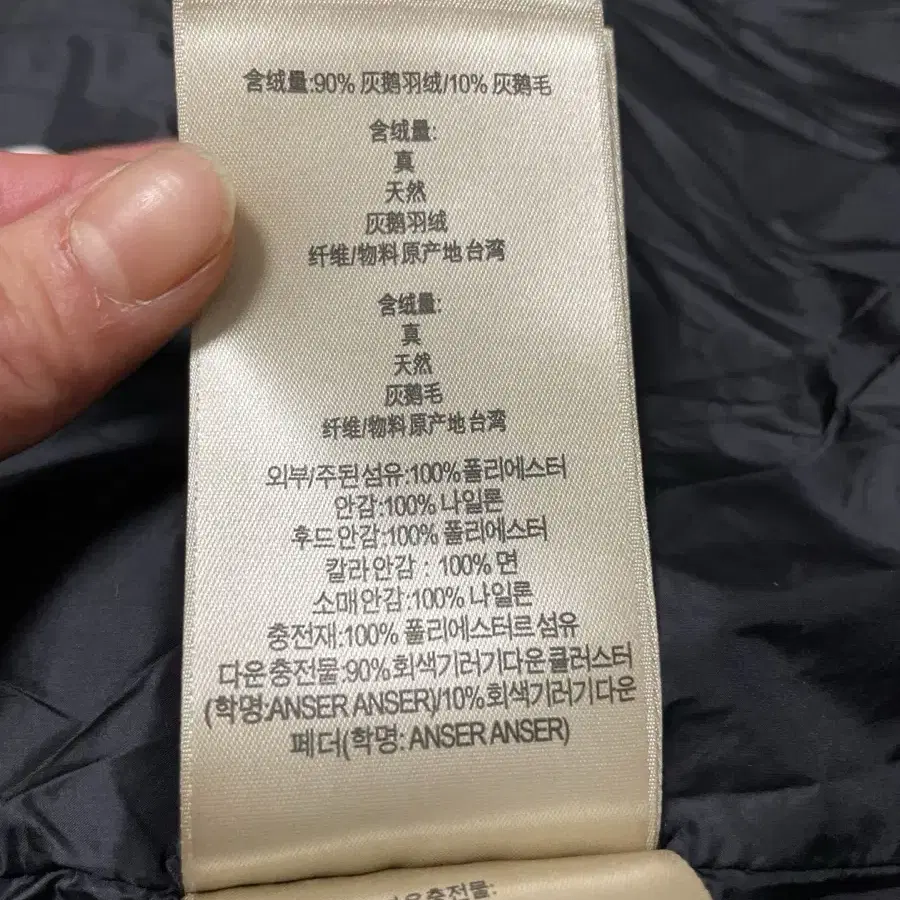 含绒量:90% 灰鹅羽绒/10% 灰鹅毛
含绒量:
真
天然
灰鹅羽绒
纤维/物料原产地台湾
含绒量:
真
天然
灰鹅毛
纤维/物料原产地台湾
외부/주된섬유:100%폴리에스터
안감:100% 나일론
후드안감:100% 폴리에스터
칼라안감 : 100% 면
소매안감:100% 나일론
충전재:100% 폴리에스터르섬유
다운충전물:90%회색기러기다운클러스터
(학명:ANSER ANSER)/10%회색기러기다운
페더(학명: ANSER ANSER)
충전물: